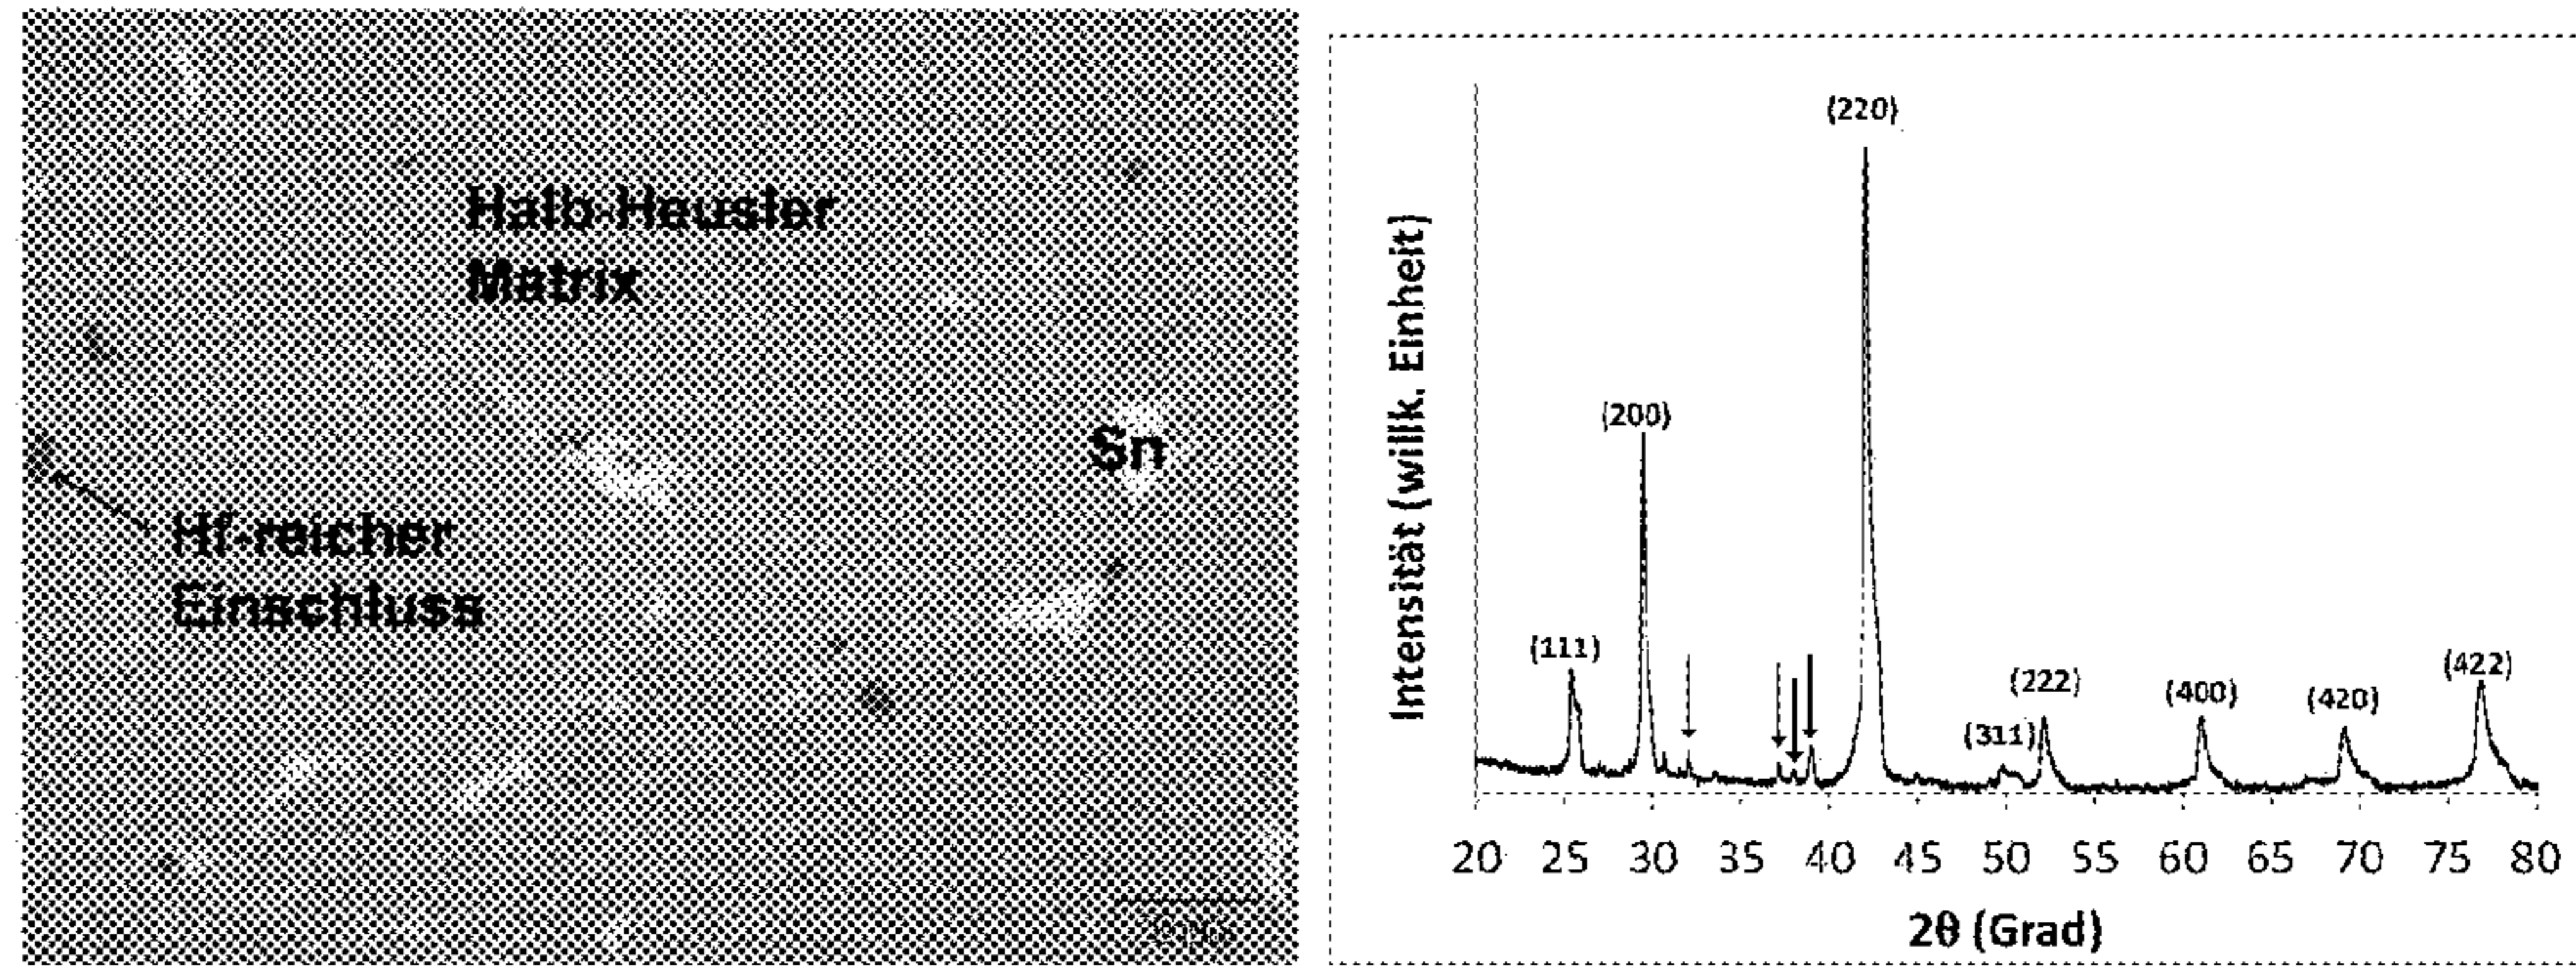 Halb-Heusler
Matrix
Sn
Hf-reicher
Einschluss
Intensität (willk. Einheit)
(111)
(200)
(220)
(311)
(222)
(400)
(420)
(422)
20 25 30 35 40 45 50 55 60 65 70 75 80
2θ (Grad)